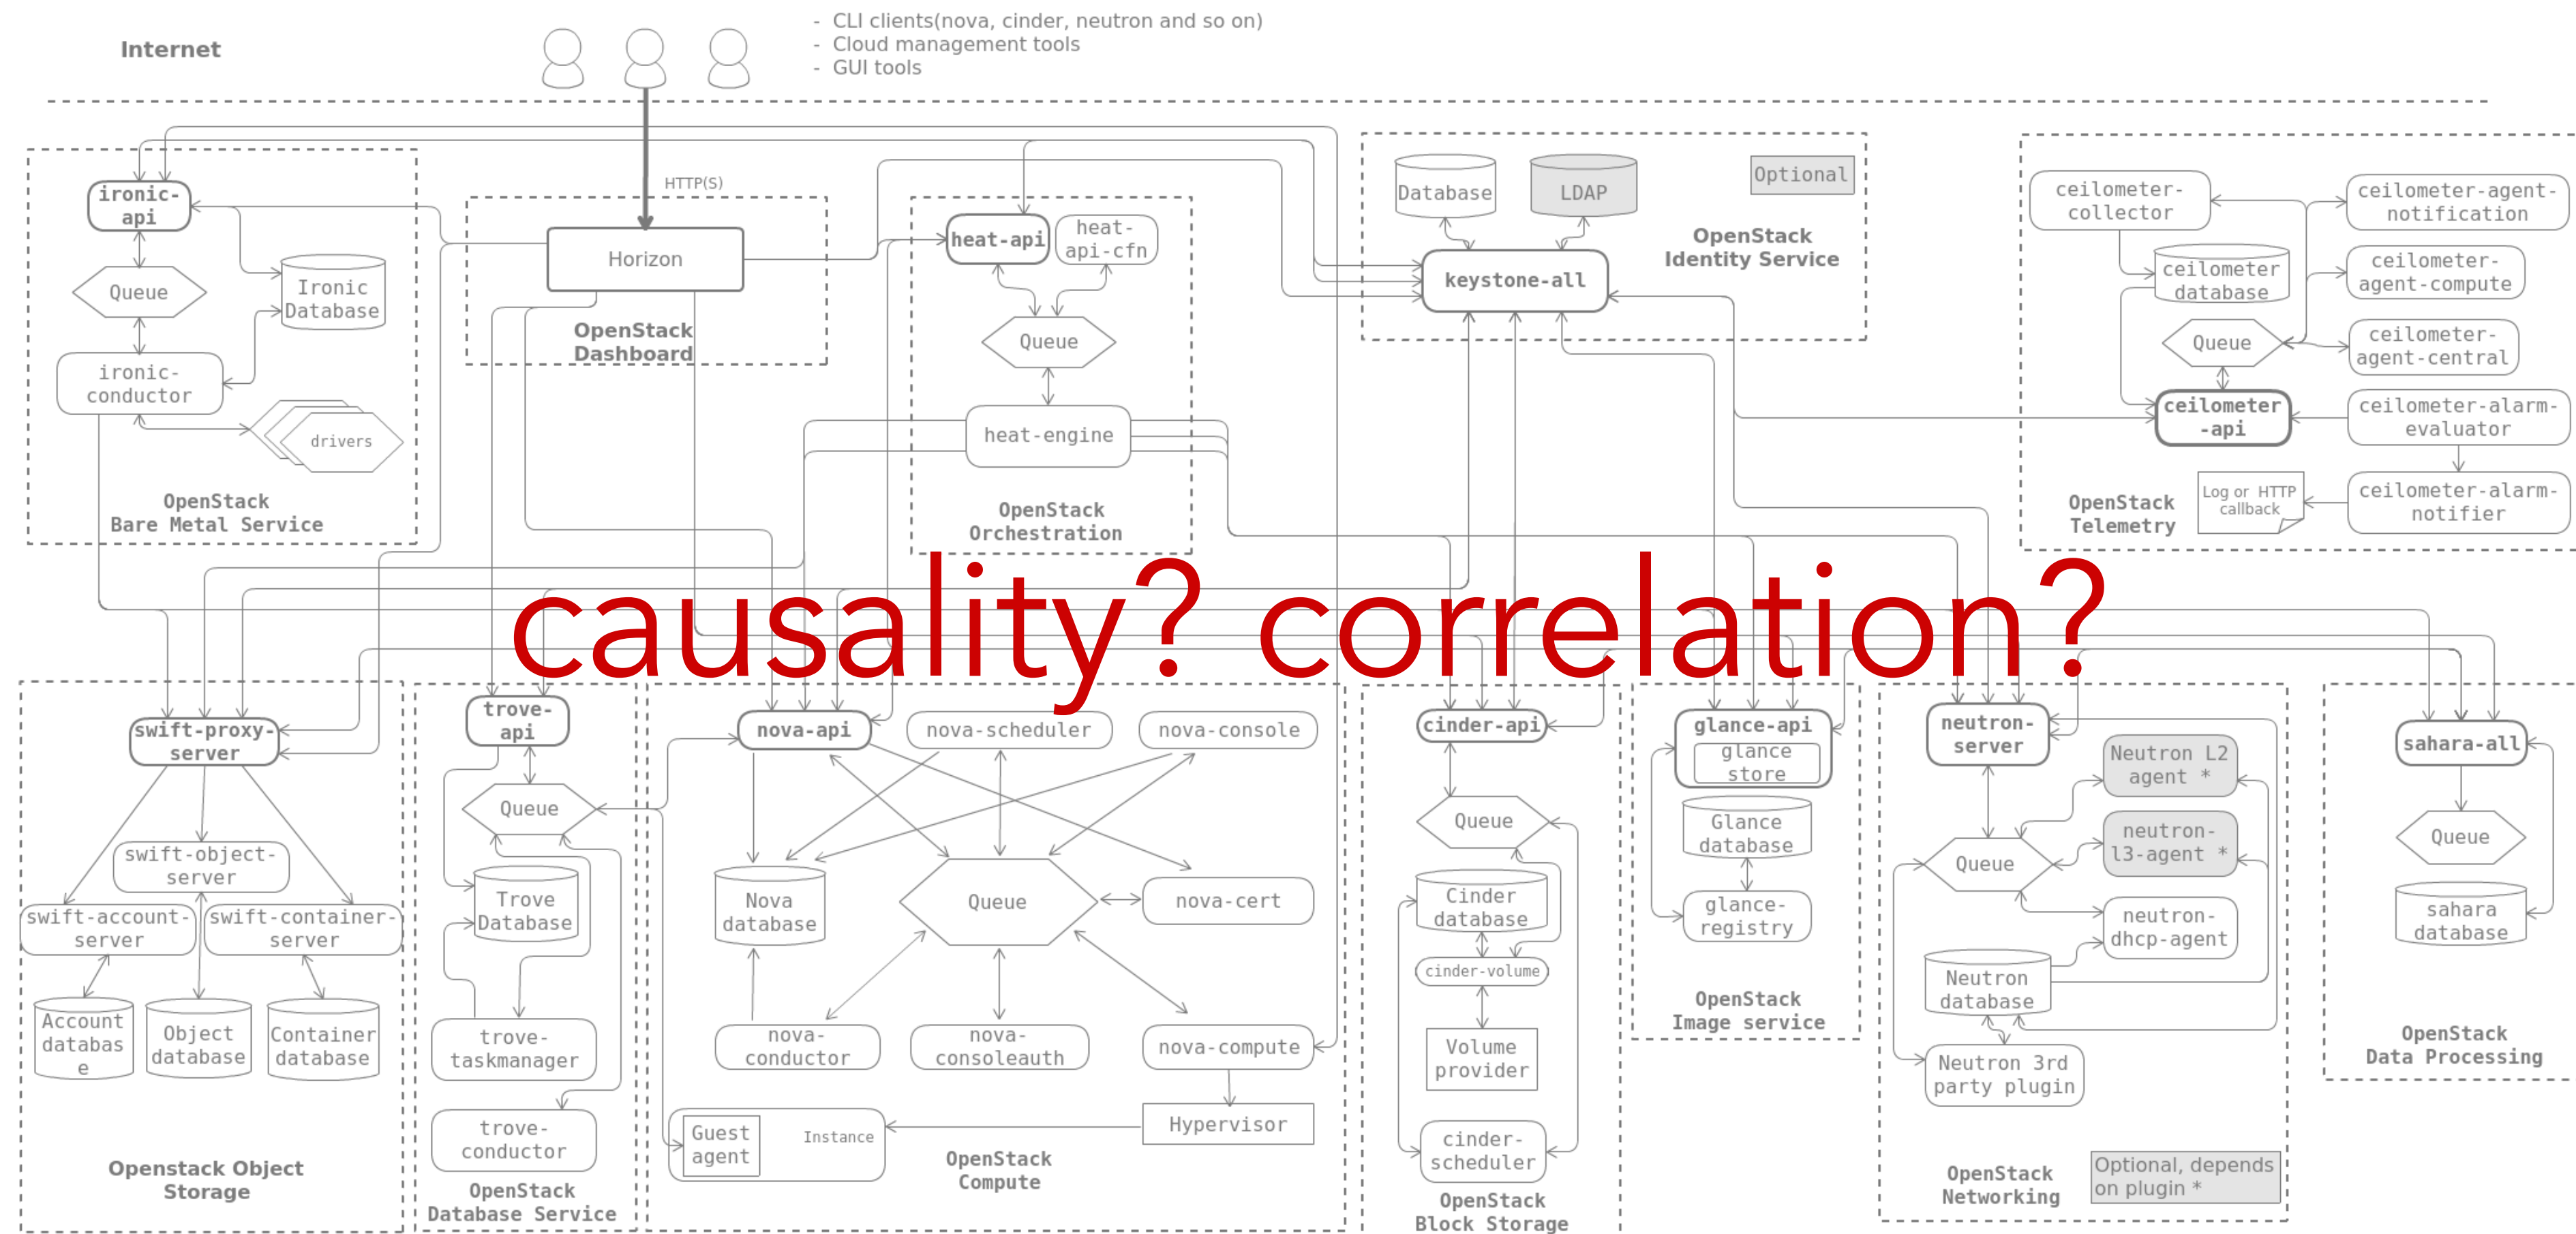 Internet
- CLI clients(nova, cinder, neutron and so on)
- Cloud management tools
- GUI tools
HTTP(S)
ironic-
api
Queue
Ironic
Database
ironic-
conductor
drivers
OpenStack
Bare Metal Service
Horizon
OpenStack
Dashboard
heat-api
heat-
api-cfn
Queue
heat-engine
OpenStack
Orchestration
Database
LDAP
Optional
OpenStack
Identity Service
keystone-all
ceilometer-
collector
ceilometer
database
Queue
ceilometer
-api
ceilometer-agent-
notification
ceilometer-
agent-compute
ceilometer-
agent-central
ceilometer-alarm-
evaluator
ceilometer-alarm-
notifier
Log or HTTP
callback
OpenStack
Telemetry
causality? correlation?
swift-proxy-
server
swift-object-
server
swift-account-
server
swift-container-
server
Account
databas
e
Object
database
Container
database
Openstack Object
Storage
trove-
api
Queue
Trove
Database
trove-
taskmanager
trove-
conductor
OpenStack
Database Service
nova-api
nova-scheduler
nova-console
Nova
database
Queue
nova-cert
nova-
conductor
nova-
consoleauth
nova-compute
Guest
agent
Instance
Hypervisor
OpenStack
Compute
cinder-api
Queue
Cinder
database
cinder-volume
Volume
provider
cinder-
scheduler
OpenStack
Block Storage
glance-api
glance
store
Glance
database
glance-
registry
OpenStack
Image service
neutron-
server
Neutron L2
agent *
Queue
neutron-
l3-agent *
neutron-
dhcp-agent
Neutron
database
Neutron 3rd
party plugin
OpenStack
Networking
Optional, depends
on plugin *
sahara-all
Queue
sahara
database
OpenStack
Data Processing